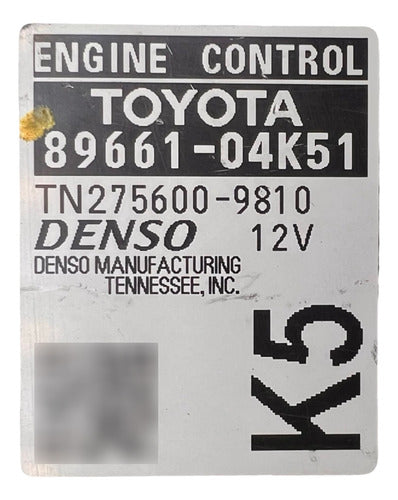 ENGINE CONTROL
TOYOTA
89661-04K51
TN275600-9810
DENSO 12V
DENSO MANUFACTURING
TENNESSEE, INC.
K5